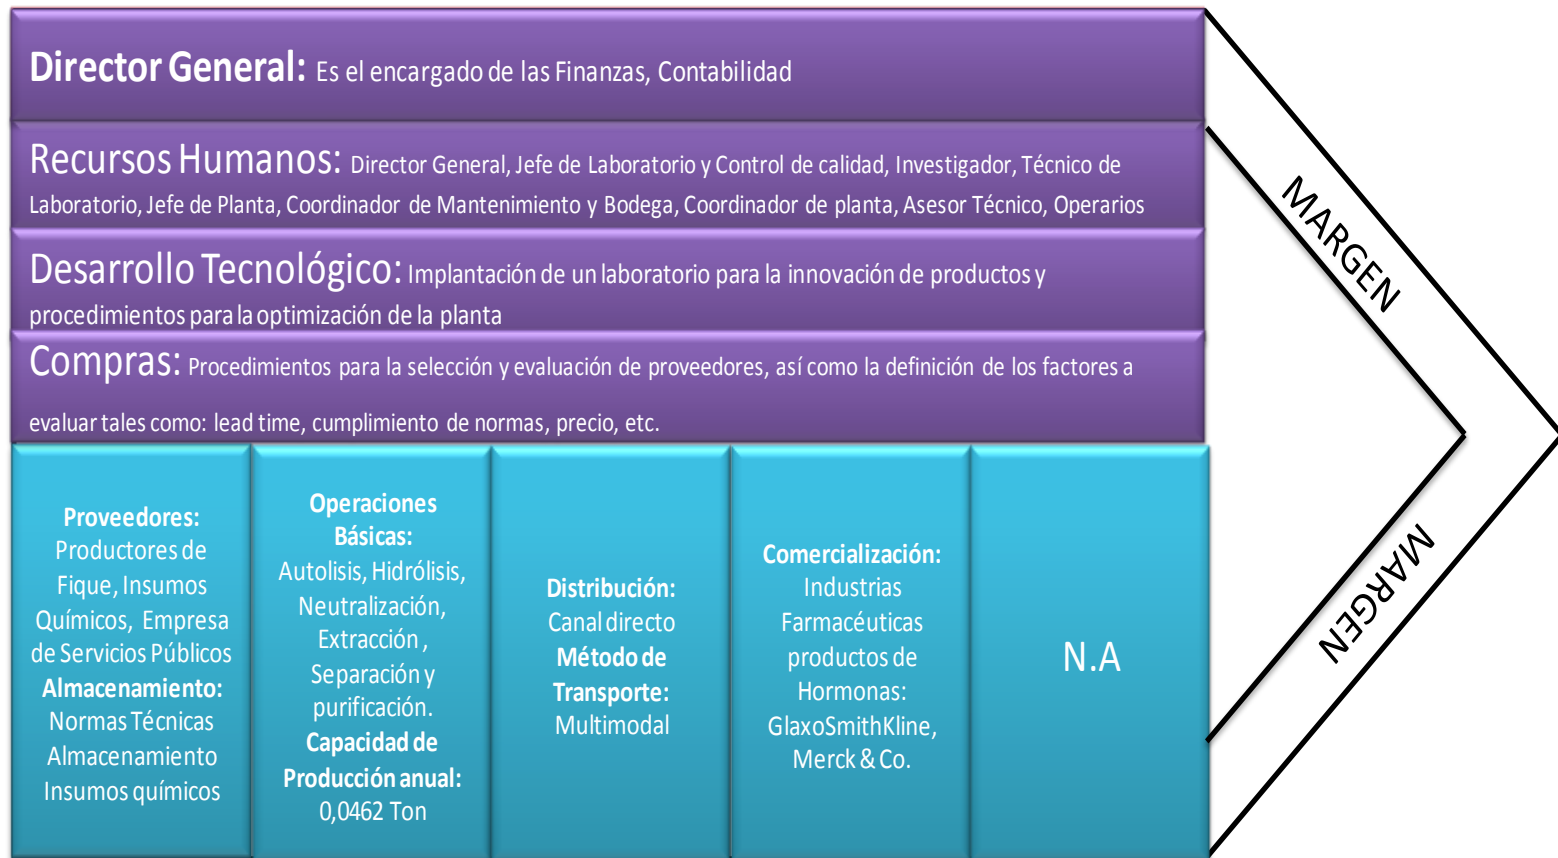 Director General: Es el encargado de las Finanzas, Contabilidad
Recursos Humanos: Director General, Jefe de Laboratorio y Control de calidad, Investigador, Técnico de
Laboratorio, Jefe de Planta, Coordinador de Mantenimiento y Bodega, Coordinador de planta, Asesor Técnico, Operarios
Desarrollo Tecnológico: Implantación de un laboratorio para la innovación de productos y
procedimientos para la optimización de la planta
Compras: Procedimientos para la selección y evaluación de proveedores, así como la definición de los factores a
evaluar tales como: lead time, cumplimiento de normas, precio, etc.
Proveedores:
Productores de
Fique, Insumos
Químicos, Empresa
de Servicios Públicos
Almacenamiento:
Normas Técnicas
Almacenamiento
Insumos químicos
Operaciones
Básicas:
Autolisis, Hidrólisis,
Neutralización,
Extracción ,
Separación y
purificación.
Capacidad de
Producción anual:
0,0462 Ton
Distribución:
Canal directo
Método de
Transporte:
Multimodal
Comercialización:
Industrias
Farmacéuticas
productos de
Hormonas:
GlaxoSmithKline,
Merck & Co.
N.A
MARGEN
MARGEN